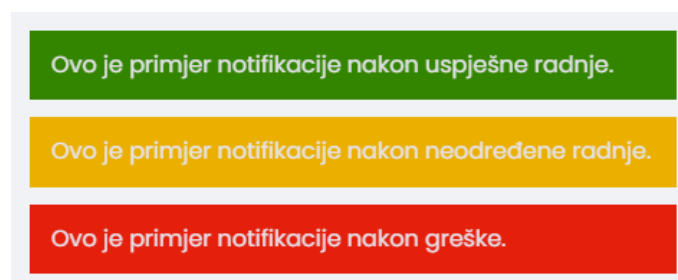 Ovo je primjer notifikacije nakon uspješne radnje.
Ovo je primjer notifikacije nakon neodređene radnje.
Ovo je primjer notifikacije nakon greške.